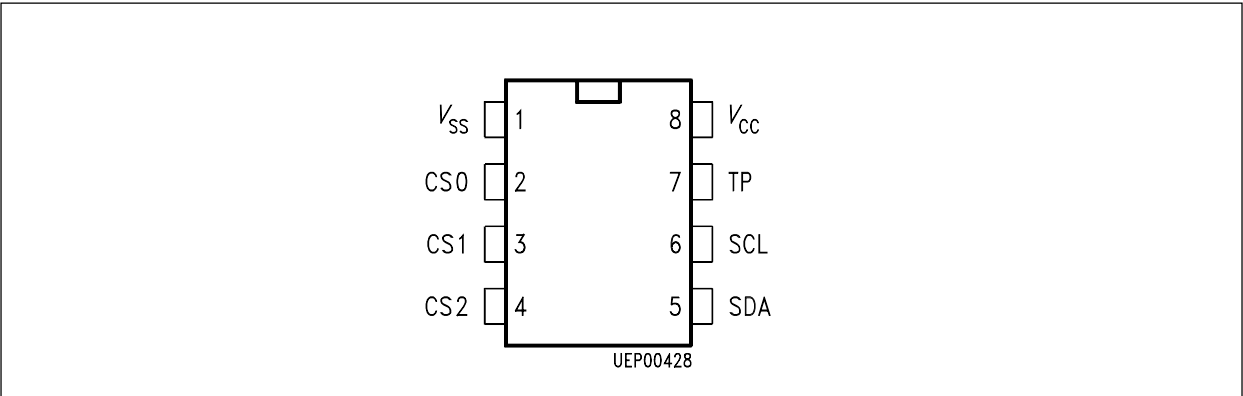 V_SS 1 8 V_CC
CS0 2 7 TP
CS1 3 6 SCL
CS2 4 5 SDA
UEP00428